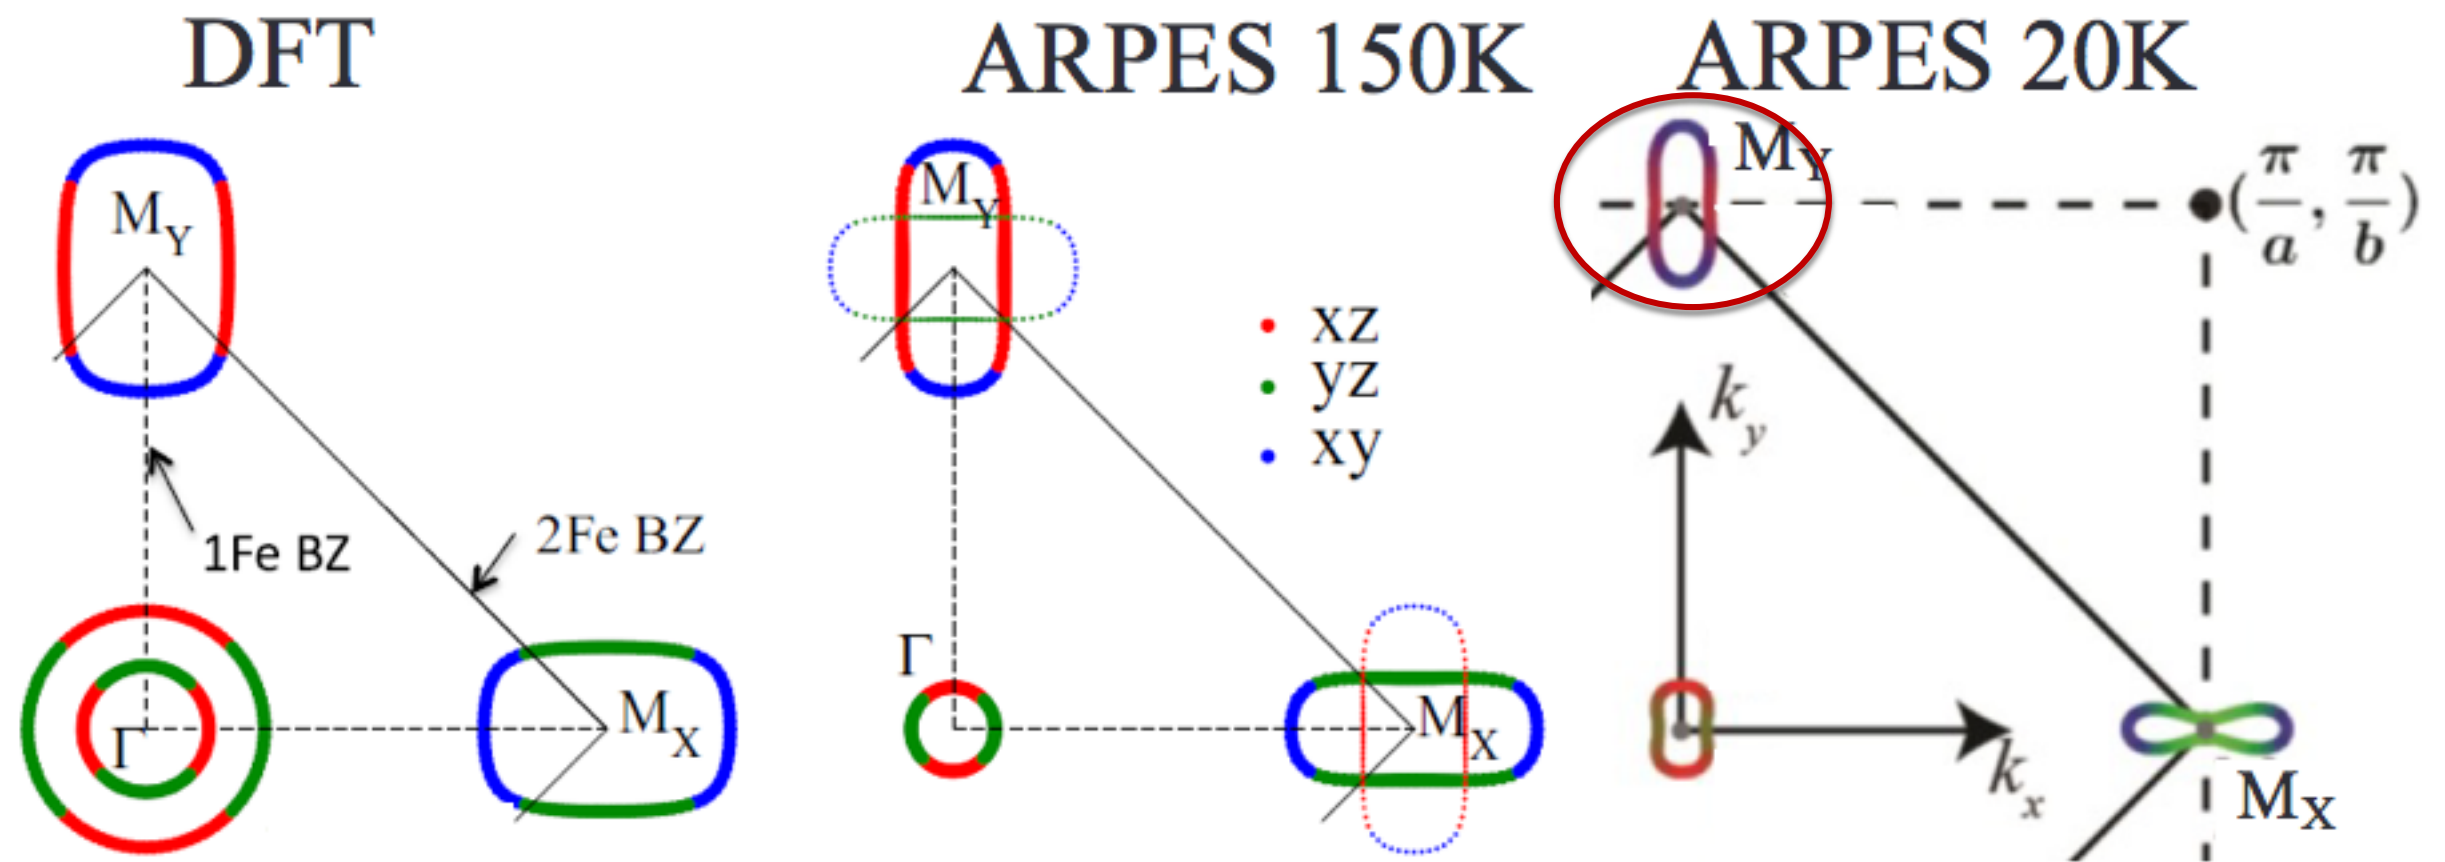 DFT
M_Y
1Fe BZ
2Fe BZ
Γ
M_X
ARPES 150K
M_Y
xz
yz
xy
Γ
M_X
ARPES 20K
M_Y
(π/a, π/b)
k_y
k_x
M_X